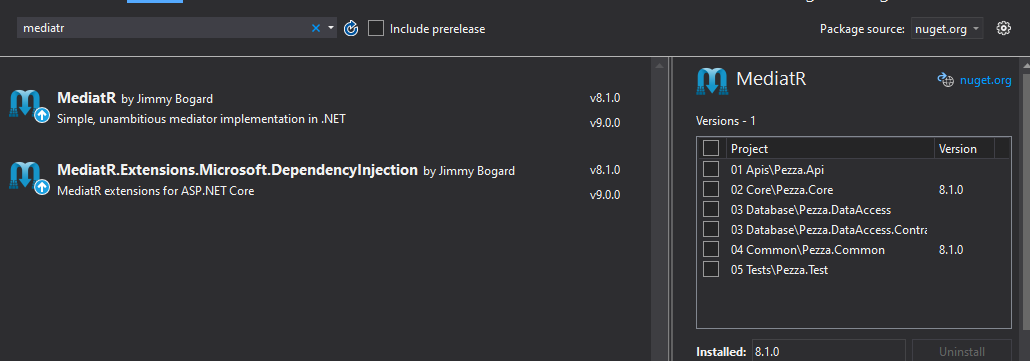 mediatr
Include prerelease
Package source: nuget.org
MediatR by Jimmy Bogard
v8.1.0
Simple, unambitious mediator implementation in .NET
v9.0.0
MediatR.Extensions.Microsoft.DependencyInjection by Jimmy Bogard
v8.1.0
MediatR extensions for ASP.NET Core
v9.0.0
MediatR
nuget.org
Versions - 1
Project Version
01 Apis\Pezza.Api
02 Core\Pezza.Core 8.1.0
03 Database\Pezza.DataAccess
03 Database\Pezza.DataAccess.Contra
04 Common\Pezza.Common 8.1.0
05 Tests\Pezza.Test
Installed: 8.1.0 Uninstall